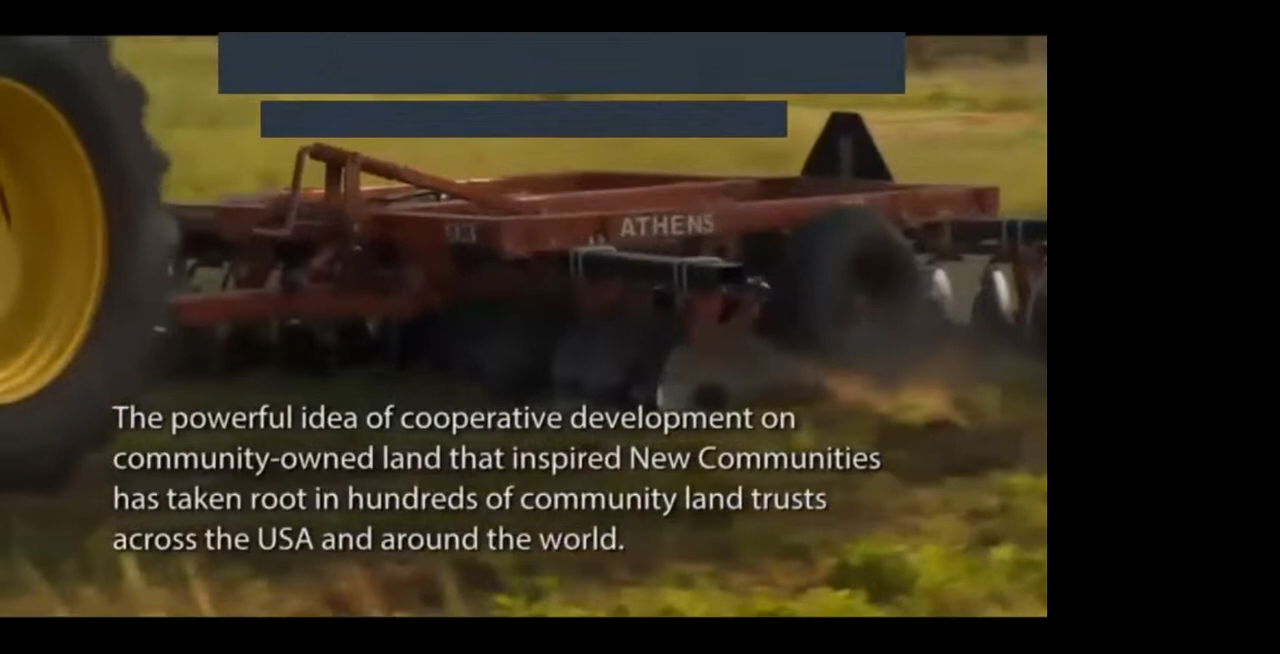 ATHENS
The powerful idea of cooperative development on
community-owned land that inspired New Communities
has taken root in hundreds of community land trusts
across the USA and around the world.